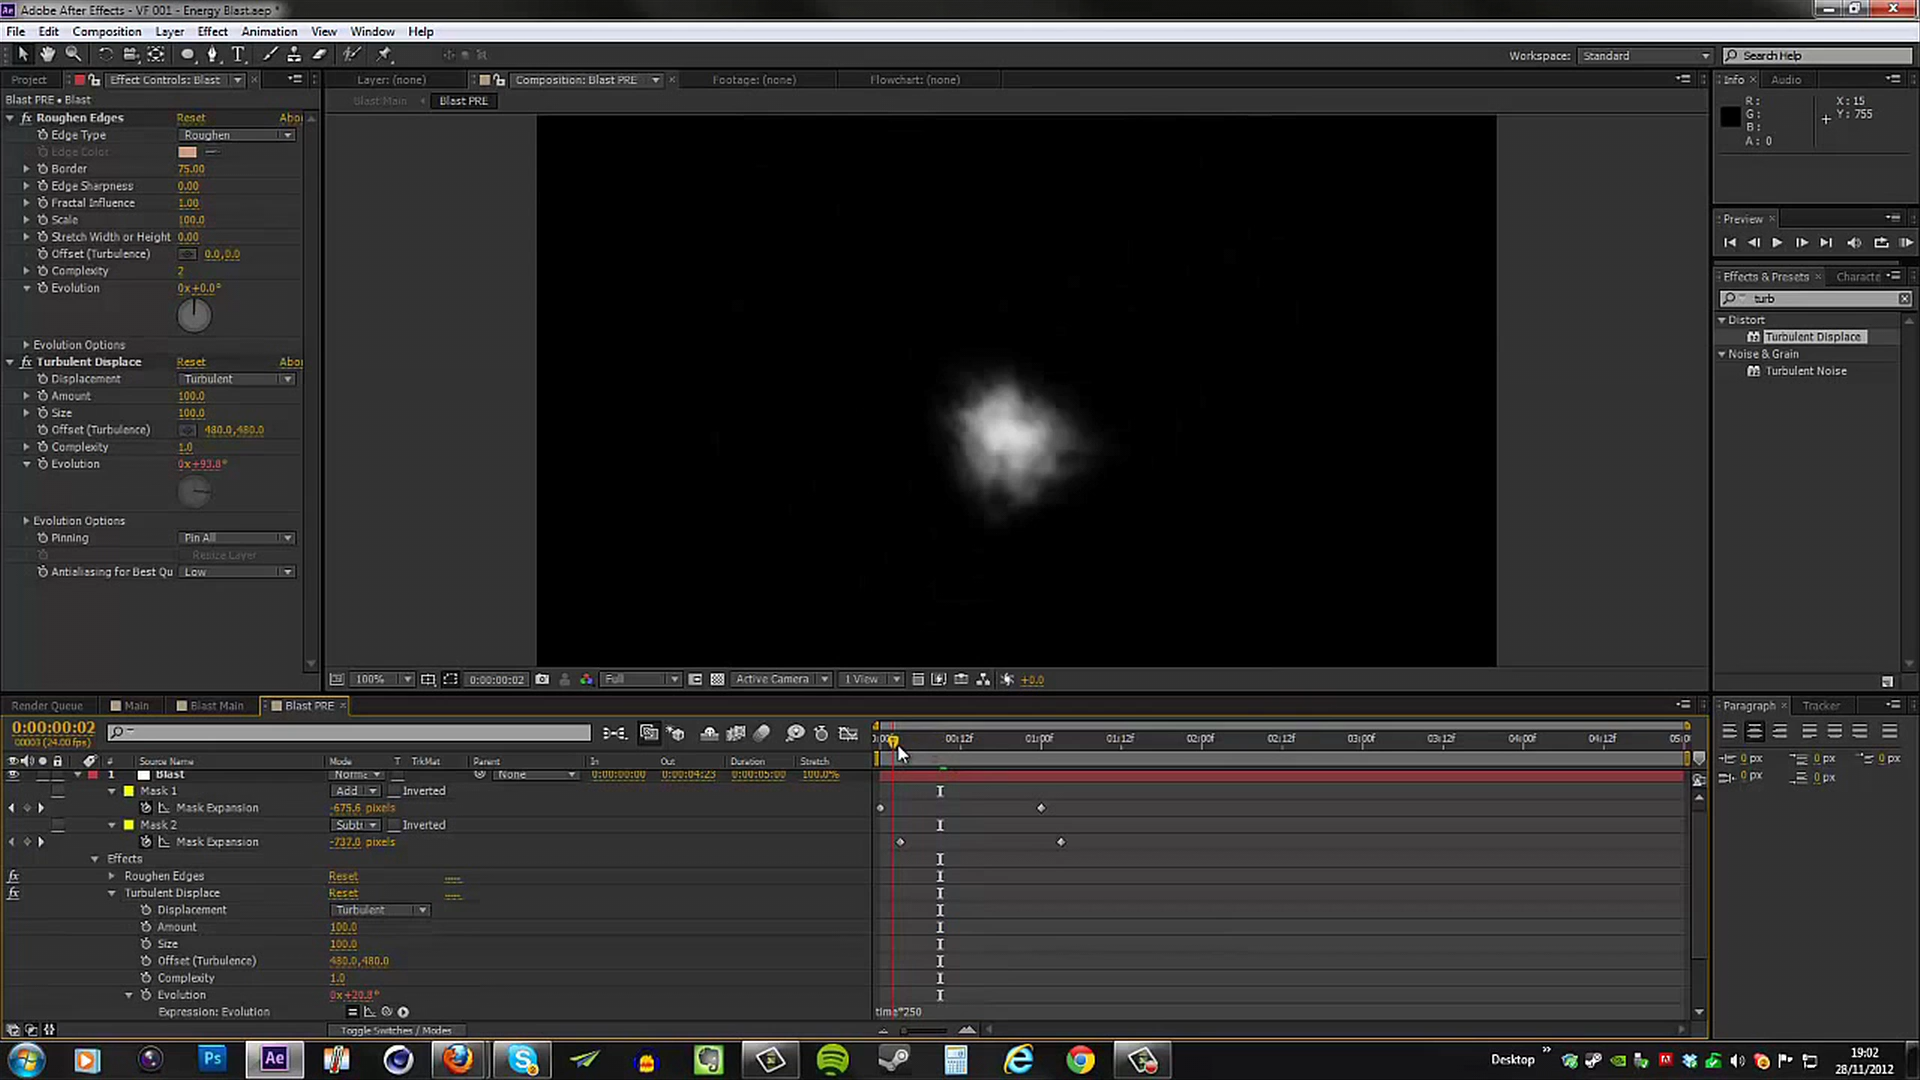 Adobe After Effects - VF 001 - Energy Blast.aep *
File Edit Composition Layer Effect Animation View Window Help
Workspace: Standard Search Help
Project Effect Controls: Blast Layer: (none) Composition: Blast PRE Footage: (none) Flowchart: (none) Info Audio
Blast PRE • Blast Blast Main Blast PRE
R: G: B: A: 0 X: 15 Y: 755
Roughen Edges Reset Abou
Edge Type Roughen
Edge Color
Border 75.00
Edge Sharpness 0.00
Fractal Influence 1.00
Scale 100.0
Stretch Width or Height 0.00
Offset (Turbulence) 0.0,0.0
Complexity 2
Evolution 0x+0.0°
Evolution Options
Turbulent Displace Reset Abou
Displacement Turbulent
Amount 100.0
Size 100.0
Offset (Turbulence) 480.0,480.0
Complexity 1.0
Evolution 0x+93.8°
Evolution Options
Pinning Pin All
Resize Layer
Antialiasing for Best Qu Low
Preview
Effects & Presets Characte
turb
Distort
Turbulent Displace
Noise & Grain
Turbulent Noise
100% 0:00:00:02 Full Active Camera 1 View +0.0
Render Queue Main Blast Main Blast PRE Paragraph Tracker
0:00:00:02
00003 (24.00 fps)
00:12f 01:00f 01:12f 02:00f 02:12f 03:00f 03:12f 04:00f 04:12f
0 px 0 px 0 px
0 px 0 px
# Source Name Mode T TrkMat Parent In Out Duration Stretch
1 Blast Norma None 0:00:00:00 0:00:04:23 0:00:05:00 100.0%
Mask 1 Add Inverted
Mask Expansion -675.6 pixels
Mask 2 Subtr Inverted
Mask Expansion -737.0 pixels
Effects
Roughen Edges Reset
Turbulent Displace Reset
Displacement Turbulent
Amount 100.0
Size 100.0
Offset (Turbulence) 480.0,480.0
Complexity 1.0
Evolution 0x+20.8°
Expression: Evolution time*250
Toggle Switches / Modes
Desktop 19:02
28/11/2012